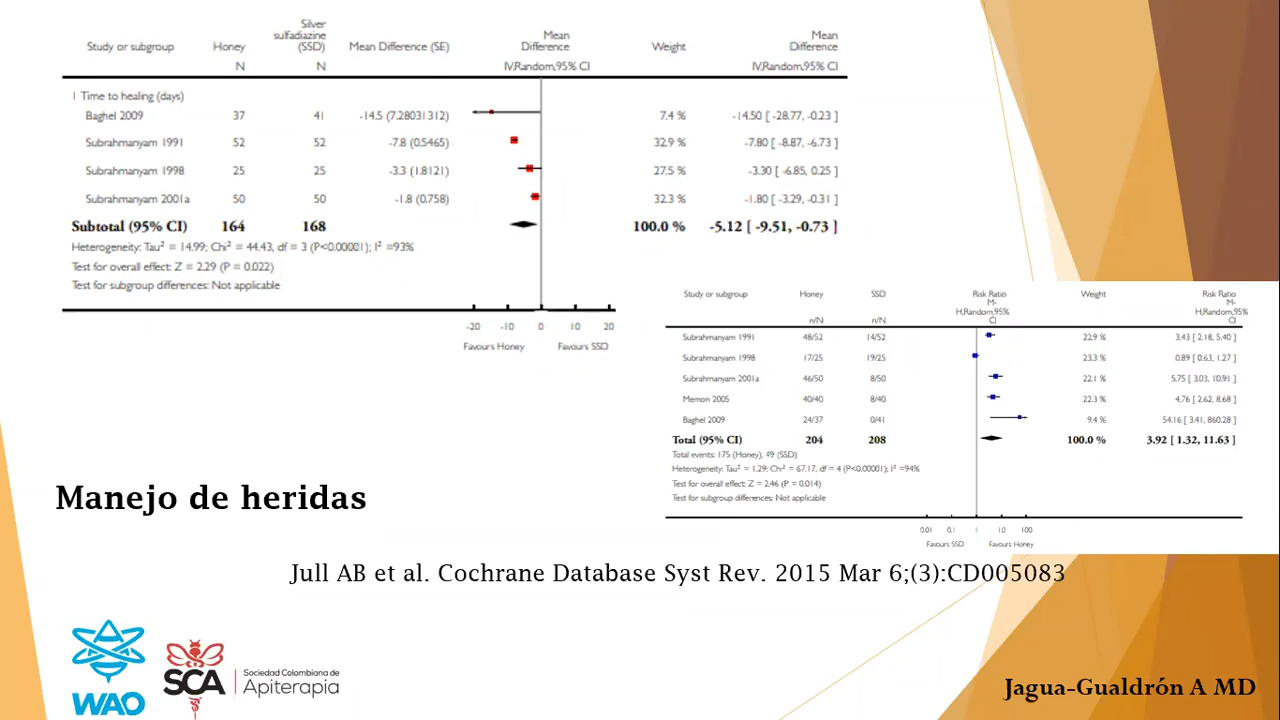 Study or subgroup Honey Silver sulfadiazine (SSD) Mean Difference (SE) Mean Difference Weight Mean Difference
N N IV,Random,95% CI IV,Random,95% CI
1 Time to healing (days)
Baghel 2009 37 41 -14.5 (7.28031312) 7.4 % -14.50 [ -28.77, -0.23 ]
Subrahmanyam 1991 52 52 -7.8 (0.5465) 32.9 % -7.80 [ -8.87, -6.73 ]
Subrahmanyam 1998 25 25 -3.3 (1.8121) 27.5 % -3.30 [ -6.85, 0.25 ]
Subrahmanyam 2001a 50 50 -1.8 (0.758) 32.3 % -1.80 [ -3.29, -0.31 ]
Subtotal (95% CI) 164 168 100.0 % -5.12 [ -9.51, -0.73 ]
Heterogeneity: Tau² = 14.99; Chi² = 44.43, df = 3 (P<0.00001); I² =93%
Test for overall effect: Z = 2.29 (P = 0.022)
Test for subgroup differences: Not applicable
-20 -10 0 10 20
Favours Honey Favours SSD
Study or subgroup Honey SSD Risk Ratio Weight Risk Ratio
n/N n/N M-H,Random,95% CI M-H,Random,95% CI
Subrahmanyam 1991 48/52 14/52 22.9 % 3.43 [ 2.18, 5.40 ]
Subrahmanyam 1998 17/25 19/25 23.3 % 0.89 [ 0.63, 1.27 ]
Subrahmanyam 2001a 46/50 8/50 22.1 % 5.75 [ 3.03, 10.91 ]
Memon 2005 40/40 8/40 22.3 % 4.76 [ 2.62, 8.68 ]
Baghel 2009 24/37 0/41 9.4 % 54.16 [ 3.41, 860.28 ]
Total (95% CI) 204 208 100.0 % 3.92 [ 1.32, 11.63 ]
Total events: 175 (Honey), 49 (SSD)
Heterogeneity: Tau² = 1.29; Chi² = 67.17, df = 4 (P<0.00001); I² =94%
Test for overall effect: Z = 2.46 (P = 0.014)
Test for subgroup differences: Not applicable
0.01 0.1 1 10 100
Favours SSD Favours Honey
Manejo de heridas
Jull AB et al. Cochrane Database Syst Rev. 2015 Mar 6;(3):CD005083
WAO
SCA
Sociedad Colombiana de
Apiterapia
Jagua-Gualdrón A MD